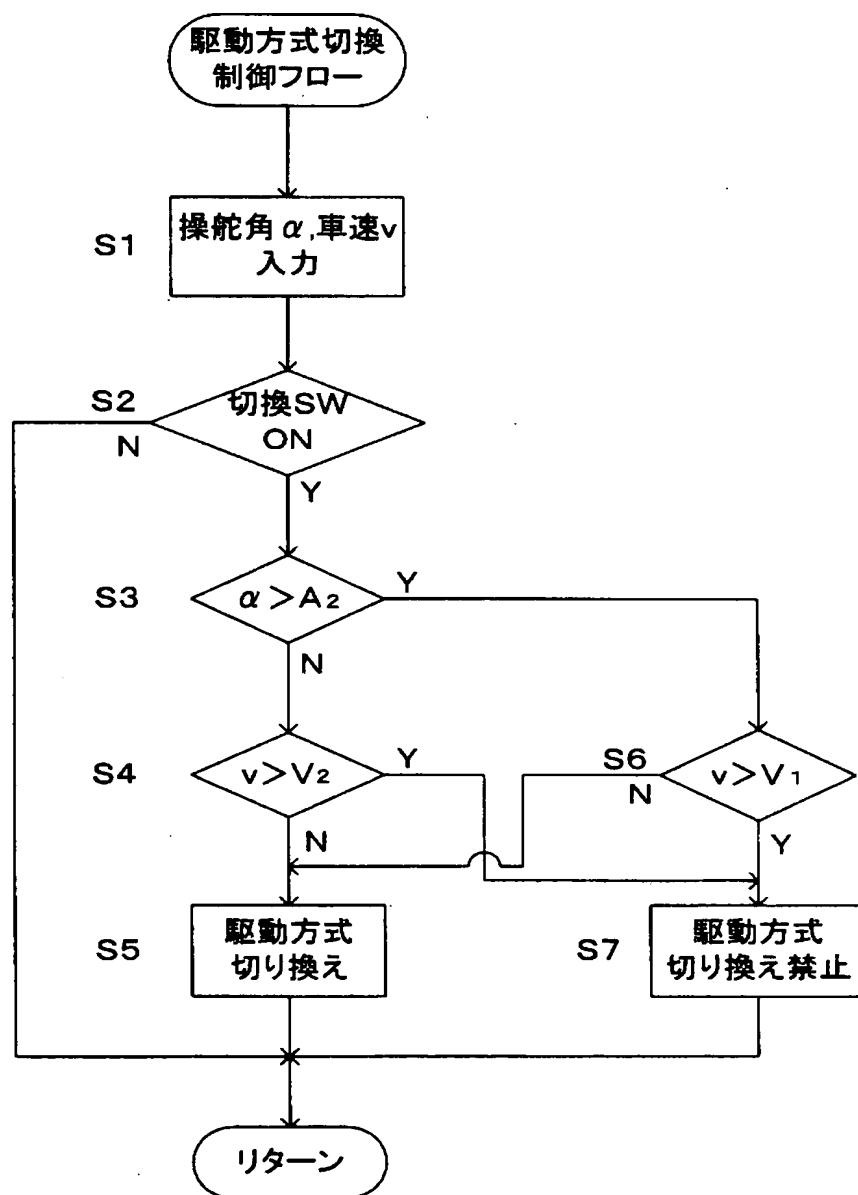 駆動方式切換
制御フロー
S1
操舵角α,車速v
入力
S2
切換SW
ON
N
Y
S3
α>A2
Y
N
S4
v>V2
Y
N
S6
v>V1
N
Y
S5
駆動方式
切り換え
S7
駆動方式
切り換え禁止
リターン